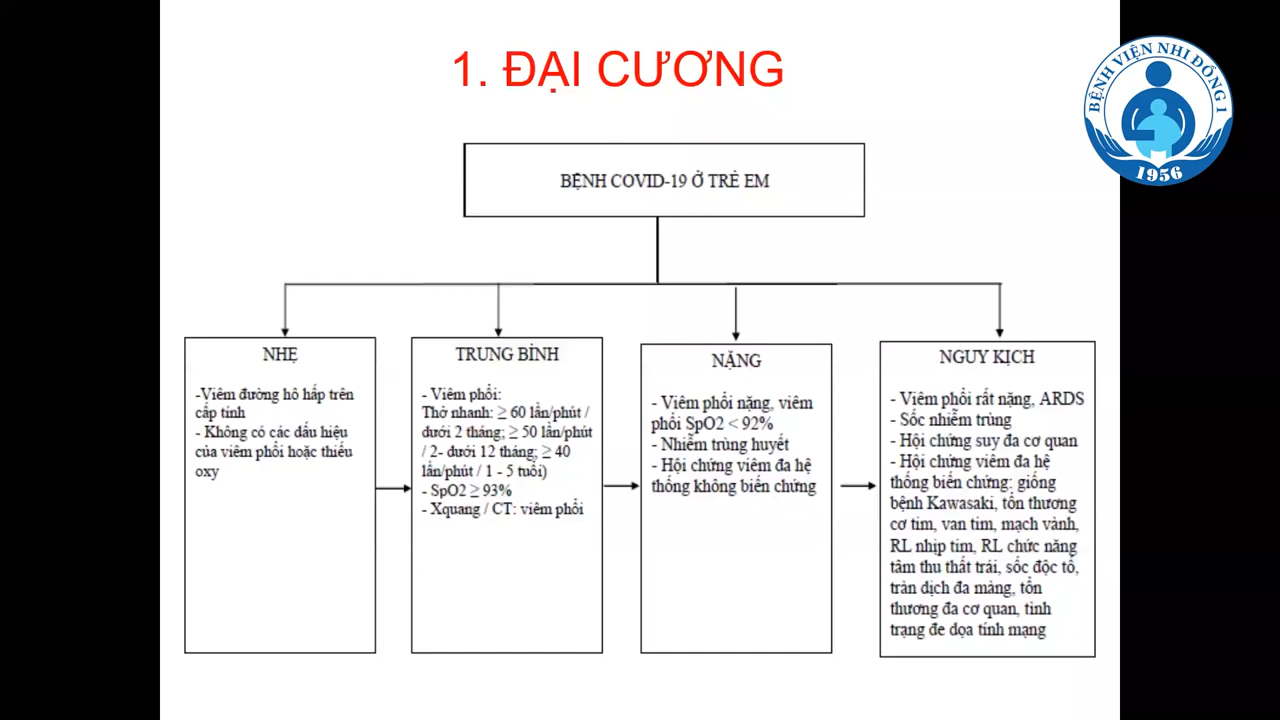 1. ĐẠI CƯƠNG
BỆNH VIỆN NHI ĐỒNG 1
1956
BỆNH COVID-19 Ở TRẺ EM
NHẸ
-Viêm đường hô hấp trên
cấp tính
- Không có các dấu hiệu
của viêm phổi hoặc thiếu
oxy
TRUNG BÌNH
- Viêm phổi:
Thở nhanh: ≥ 60 lần/phút /
dưới 2 tháng; ≥ 50 lần/phút
/ 2- dưới 12 tháng; ≥ 40
lần/phút / 1 - 5 tuổi)
- SpO2 ≥ 93%
- Xquang / CT: viêm phổi
NẶNG
- Viêm phổi nặng, viêm
phổi SpO2 < 92%
- Nhiễm trùng huyết
- Hội chứng viêm đa hệ
thống không biến chứng
NGUY KỊCH
- Viêm phổi rất nặng, ARDS
- Sốc nhiễm trùng
- Hội chứng suy đa cơ quan
- Hội chứng viêm đa hệ
thống biến chứng: giống
bệnh Kawasaki, tổn thương
cơ tim, van tim, mạch vành,
RL nhịp tim, RL chức năng
tâm thu thất trái, sốc độc tố,
tràn dịch đa màng, tổn
thương đa cơ quan, tình
trạng đe dọa tính mạng